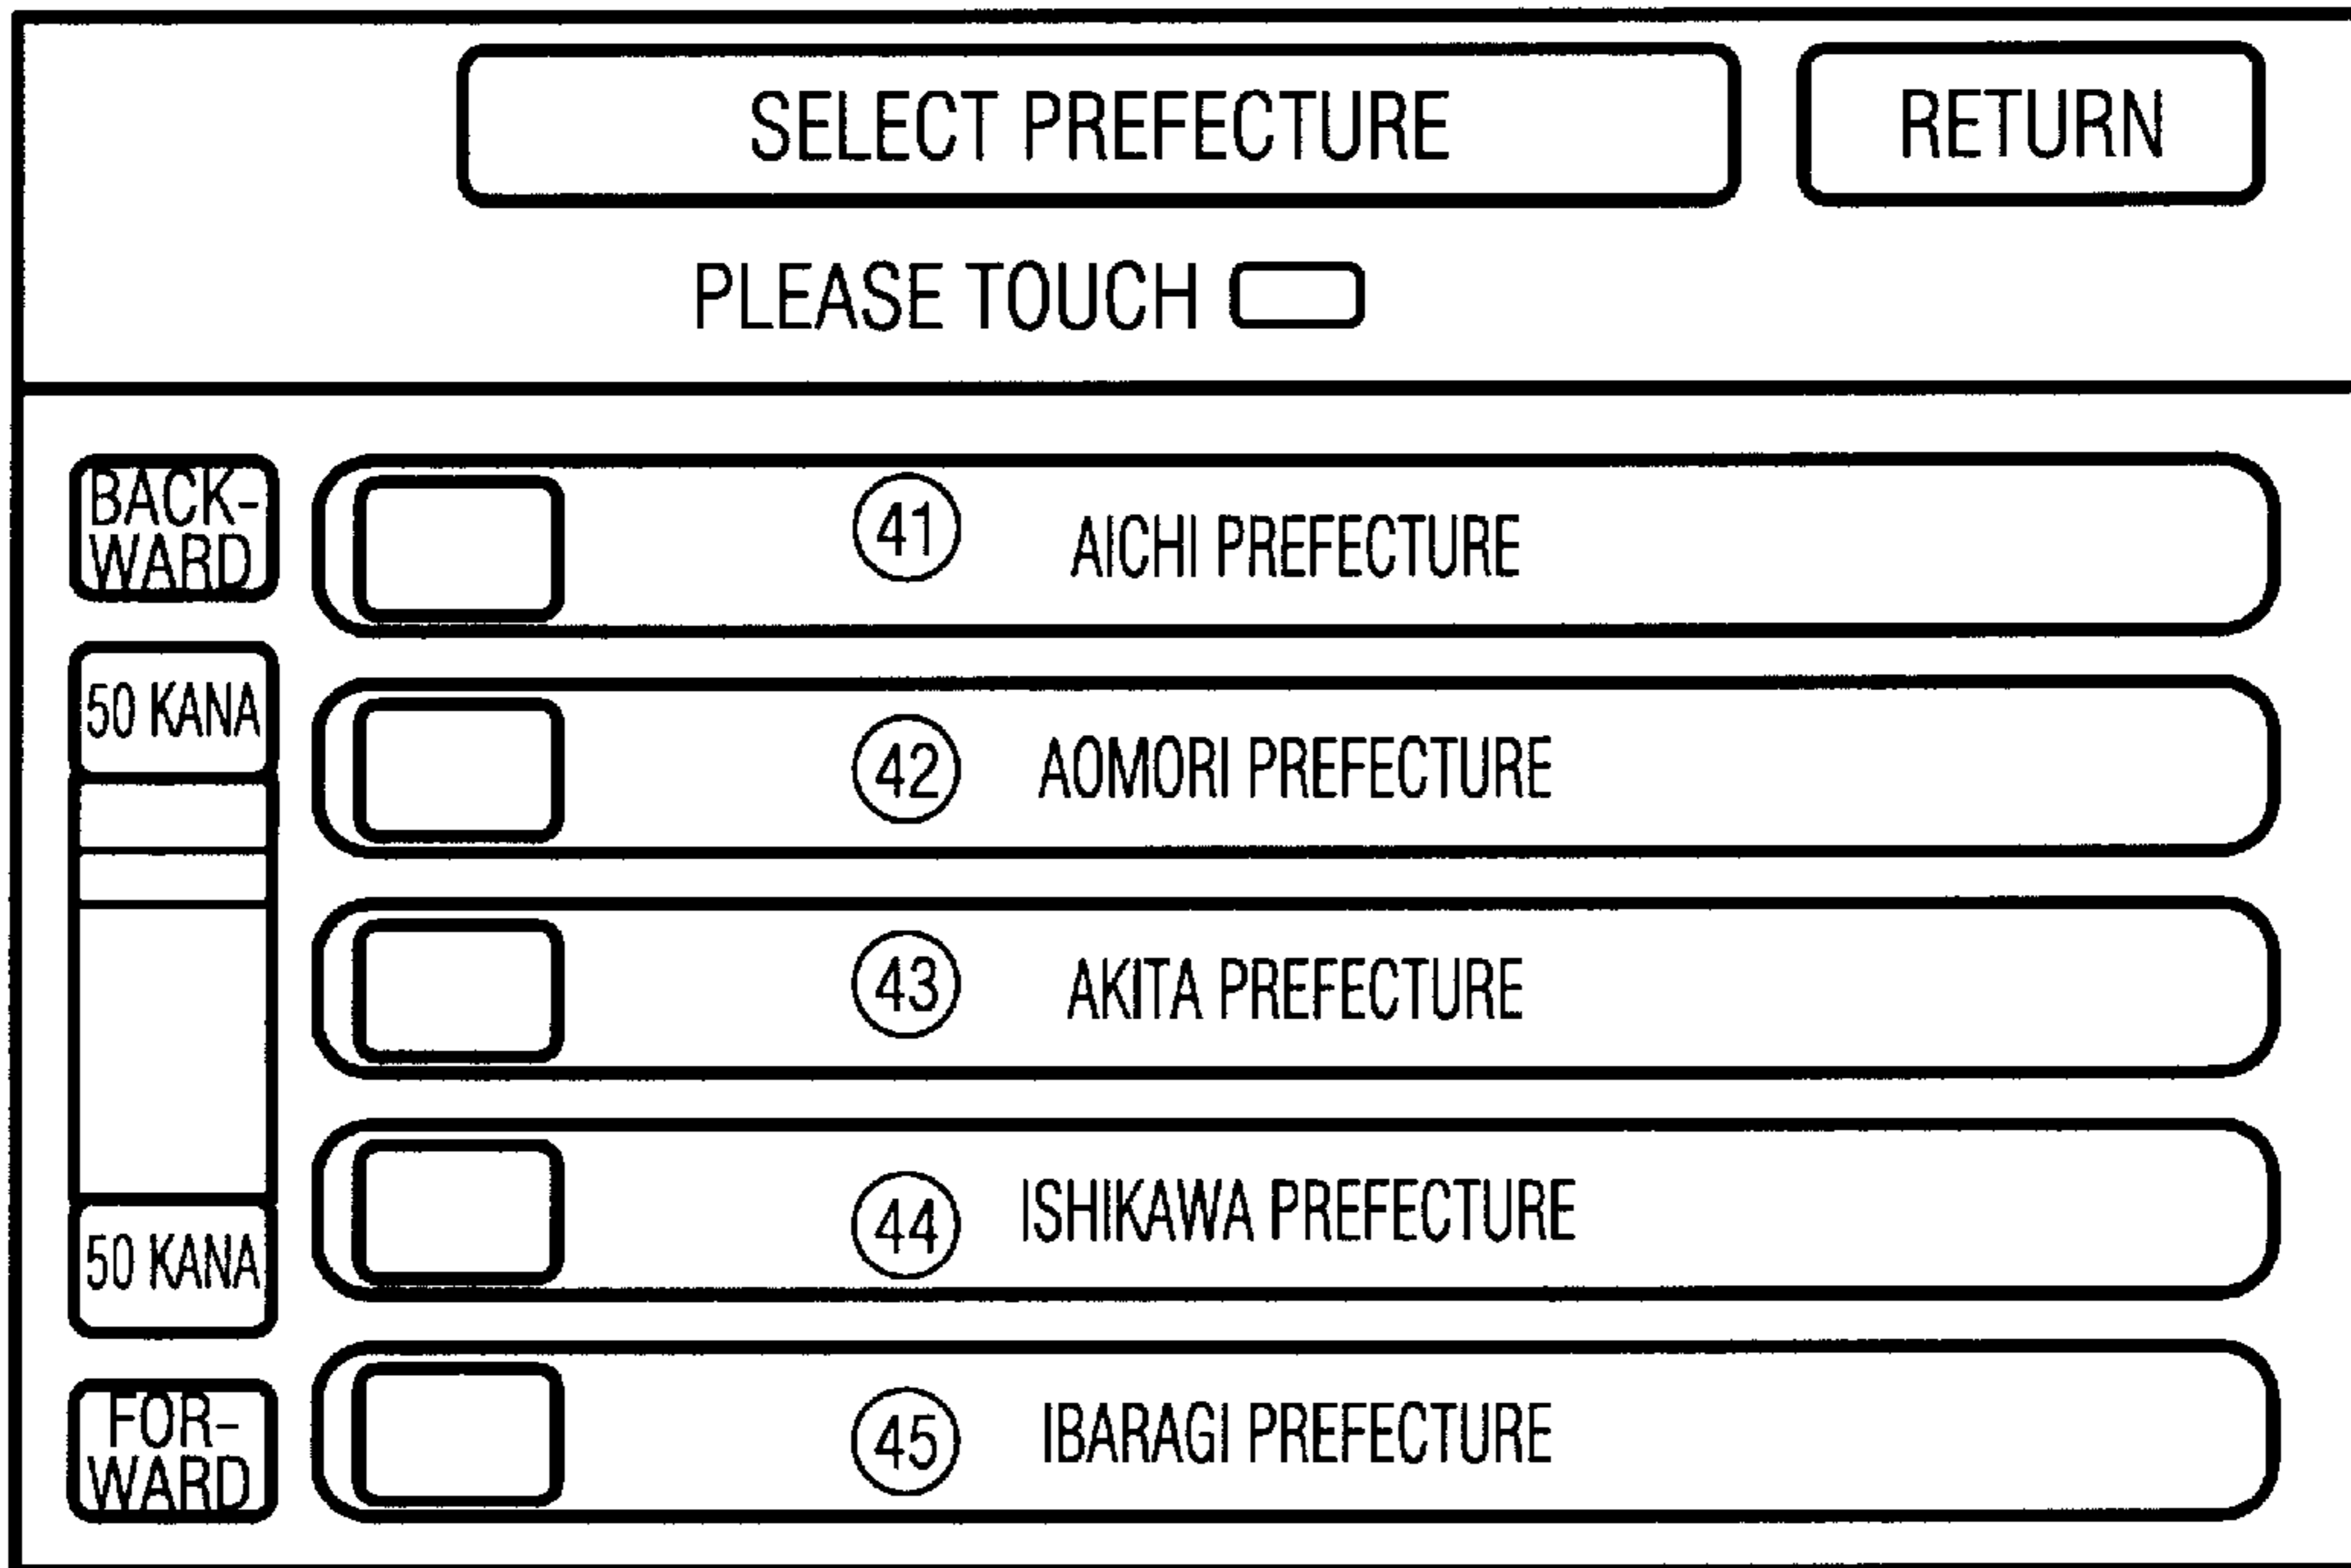 SELECT PREFECTURE
RETURN
PLEASE TOUCH
BACK-
WARD
41 AICHI PREFECTURE
50 KANA
42 AOMORI PREFECTURE
43 AKITA PREFECTURE
44 ISHIKAWA PREFECTURE
50 KANA
FOR-
WARD
45 IBARAGI PREFECTURE